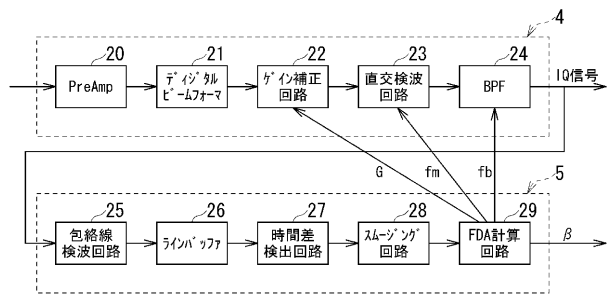 4
20
21
22
23
24
PreAmp
ﾃﾞｨｼﾞﾀﾙ
ﾋﾞｰﾑﾌｫｰﾏ
ｹﾞｲﾝ補正
回路
直交検波
回路
BPF
IQ信号
G
fm
fb
5
25
26
27
28
29
包絡線
検波回路
ﾗｲﾝﾊﾞｯﾌｧ
時間差
検出回路
ｽﾑｰｼﾞﾝｸﾞ
回路
FDA計算
回路
β